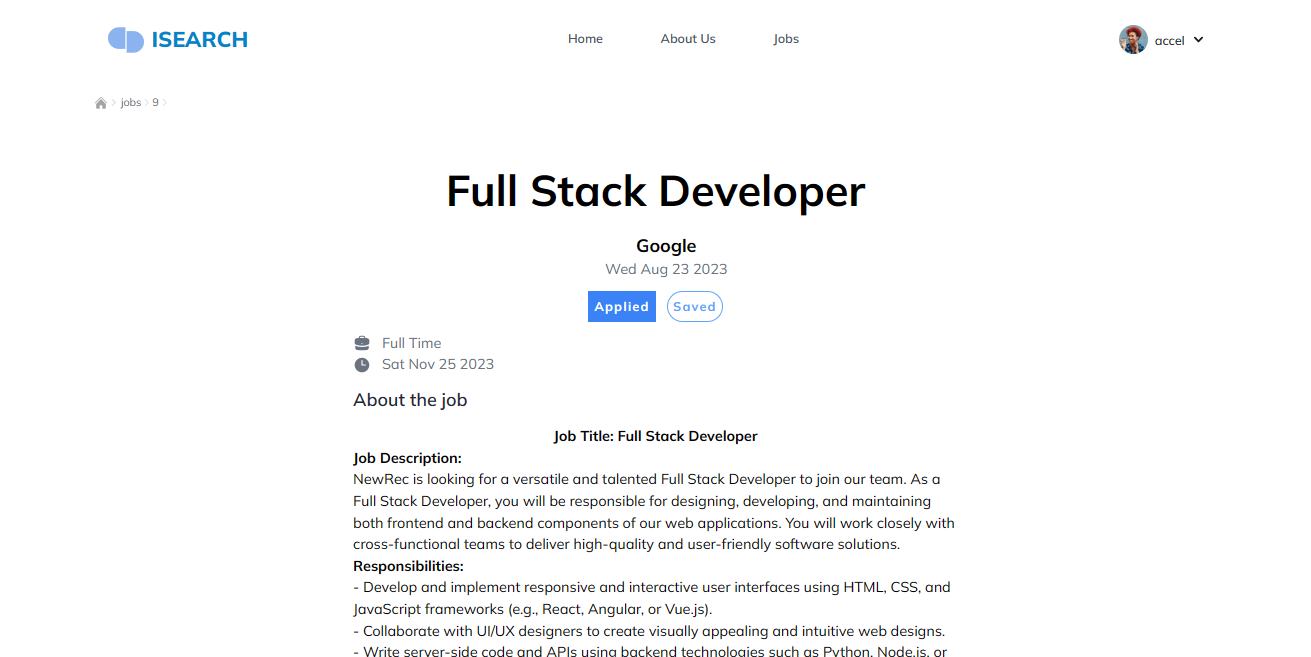 ISEARCH
Home About Us Jobs
accel
jobs 9
Full Stack Developer
Google
Wed Aug 23 2023
Applied Saved
Full Time
Sat Nov 25 2023
About the job
Job Title: Full Stack Developer
Job Description:
NewRec is looking for a versatile and talented Full Stack Developer to join our team. As a
Full Stack Developer, you will be responsible for designing, developing, and maintaining
both frontend and backend components of our web applications. You will work closely with
cross-functional teams to deliver high-quality and user-friendly software solutions.
Responsibilities:
- Develop and implement responsive and interactive user interfaces using HTML, CSS, and
JavaScript frameworks (e.g., React, Angular, or Vue.js).
- Collaborate with UI/UX designers to create visually appealing and intuitive web designs.
- Write server-side code and APIs using backend technologies such as Python, Node.js, or